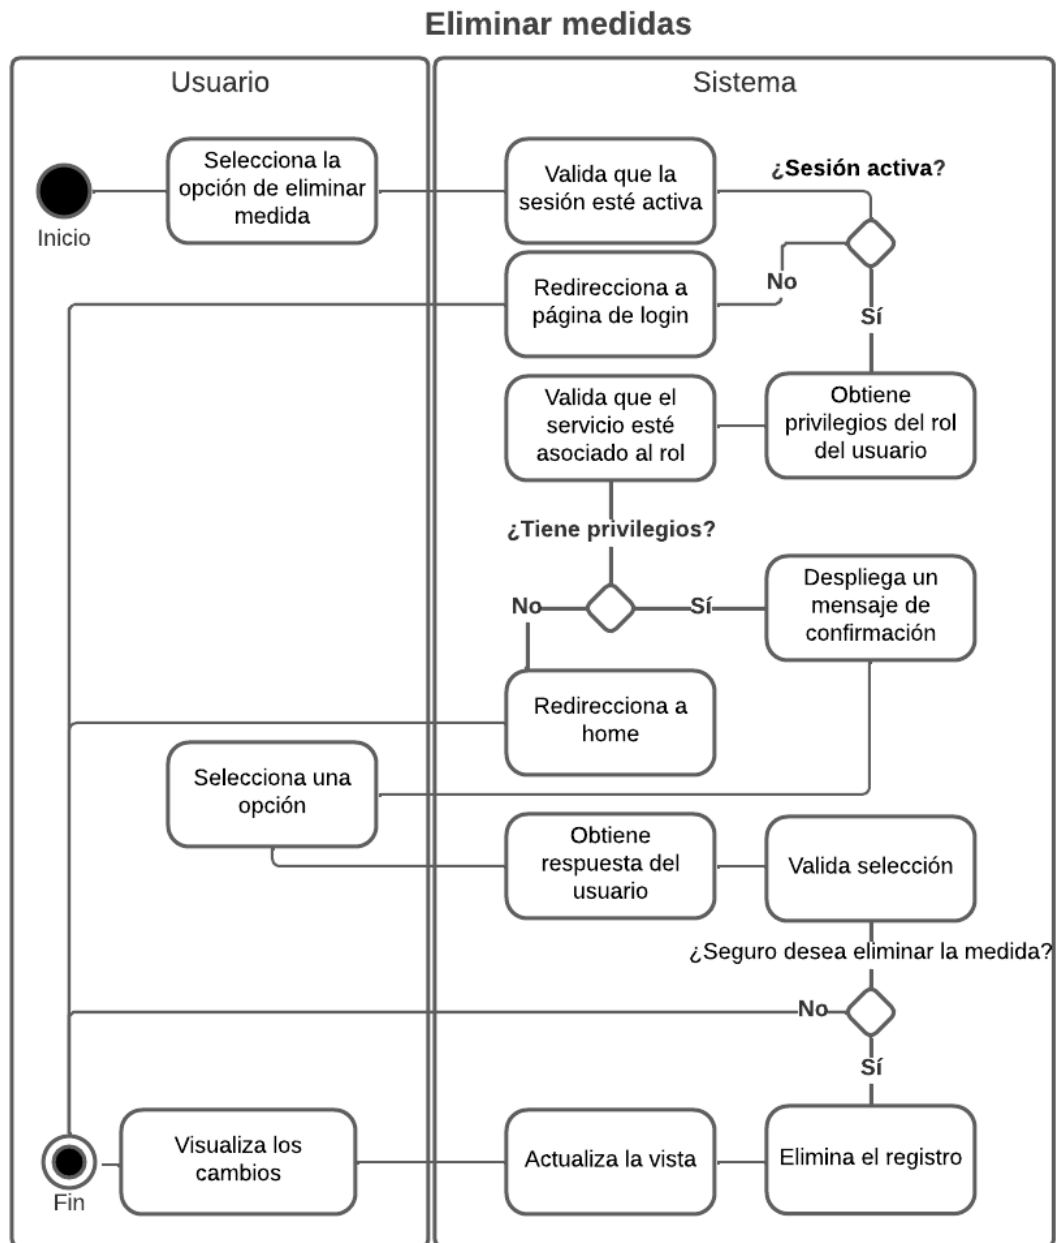 Eliminar medidas
Usuario
Sistema
Selecciona la
opción de eliminar
medida
Valida que la
sesión esté activa
¿Sesión activa?
Inicio
No
Redirecciona a
página de login
Sí
Valida que el
servicio esté
asociado al rol
Obtiene
privilegios del rol
del usuario
¿Tiene privilegios?
Despliega un
mensaje de
confirmación
No
Sí
Redirecciona a
home
Selecciona una
opción
Obtiene
respuesta del
usuario
Valida selección
¿Seguro desea eliminar la medida?
No
Sí
Visualiza los
cambios
Actualiza la vista
Elimina el registro
Fin